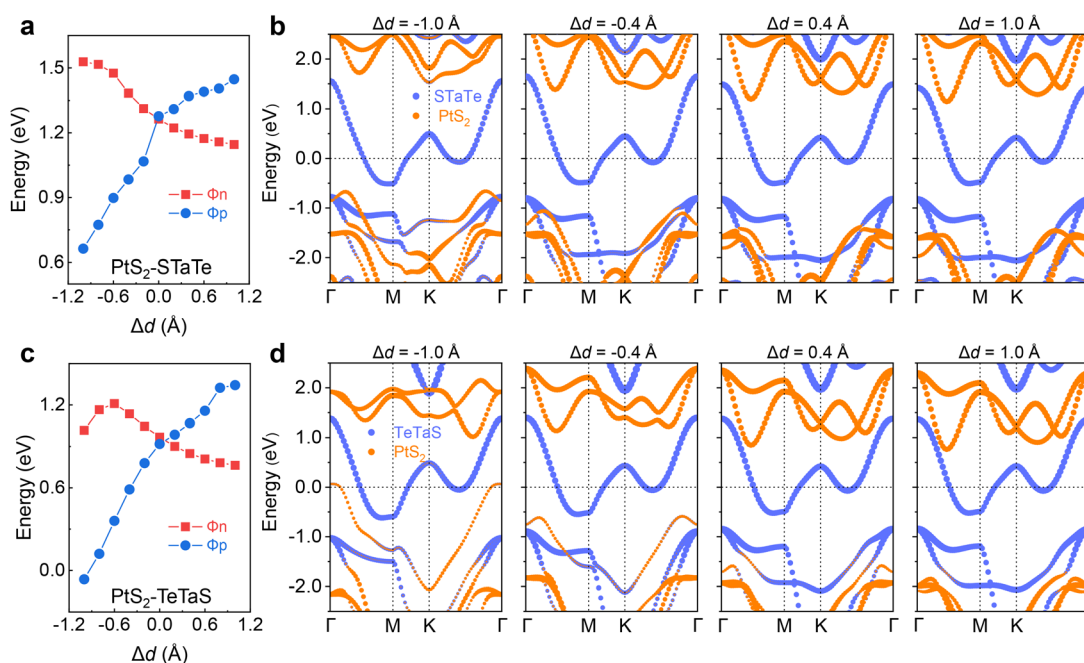 a
Energy (eV)
1.5
1.2
0.9
0.6
Φn
Φp
PtS₂-STaTe
-1.2 -0.6 0.0 0.6 1.2
Δd (Å)
b
Energy (eV)
2.0
1.0
0.0
-1.0
-2.0
Δd = -1.0 Å
STaTe
PtS₂
Γ M K Γ
Δd = -0.4 Å
Γ M K Γ
Δd = 0.4 Å
Γ M K Γ
Δd = 1.0 Å
Γ M K Γ
c
Energy (eV)
1.2
0.6
0.0
Φn
Φp
PtS₂-TeTaS
-1.2 -0.6 0.0 0.6 1.2
Δd (Å)
d
Energy (eV)
2.0
1.0
0.0
-1.0
-2.0
Δd = -1.0 Å
TeTaS
PtS₂
Γ M K Γ
Δd = -0.4 Å
Γ M K Γ
Δd = 0.4 Å
Γ M K Γ
Δd = 1.0 Å
Γ M K Γ